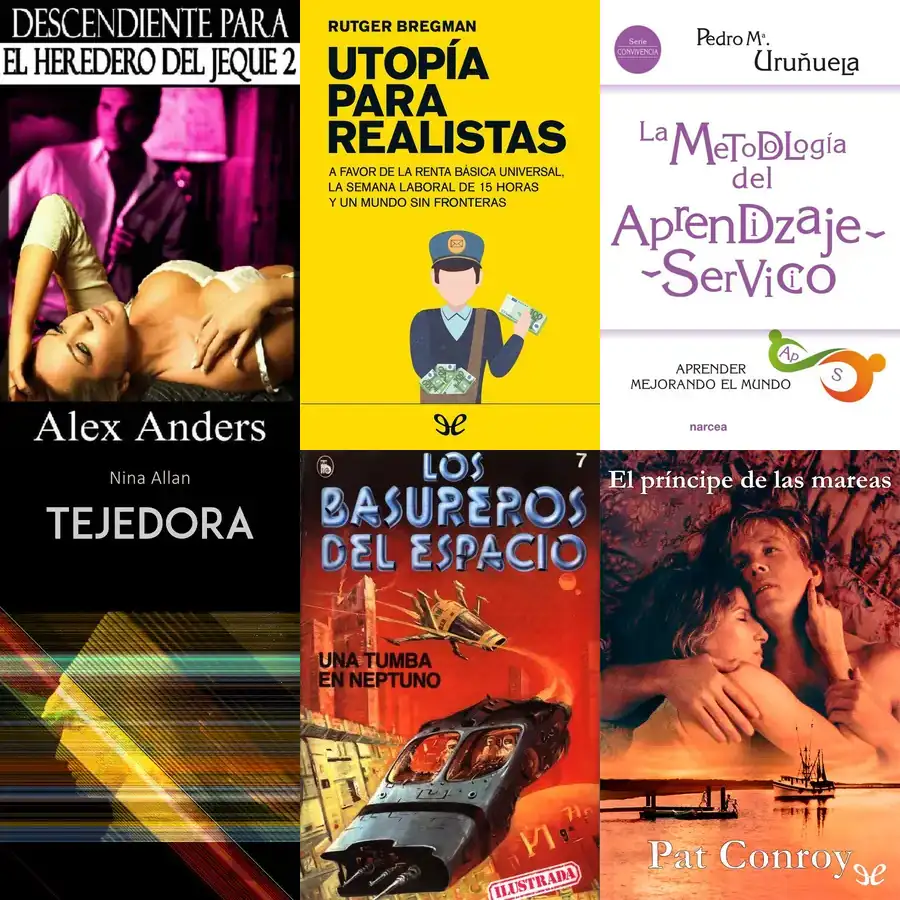 DESCENDIENTE PARA
EL HEREDERO DEL JEQUE 2
Alex Anders
RUTGER BREGMAN
UTOPÍA
PARA
REALISTAS
A FAVOR DE LA RENTA BÁSICA UNIVERSAL,
LA SEMANA LABORAL DE 15 HORAS
Y UN MUNDO SIN FRONTERAS
Serie
CONVIVENCIA
Pedro Mª.
Uruñuela
La Metodología
del
Aprendizaje-
-Servicio
Ap
S
APRENDER
MEJORANDO EL MUNDO
narcea
Nina Allan
TEJEDORA
7
LOS
BASUREROS
DEL ESPACIO
UNA TUMBA
EN NEPTUNO
ILUSTRADA
El príncipe de las mareas
Pat Conroy